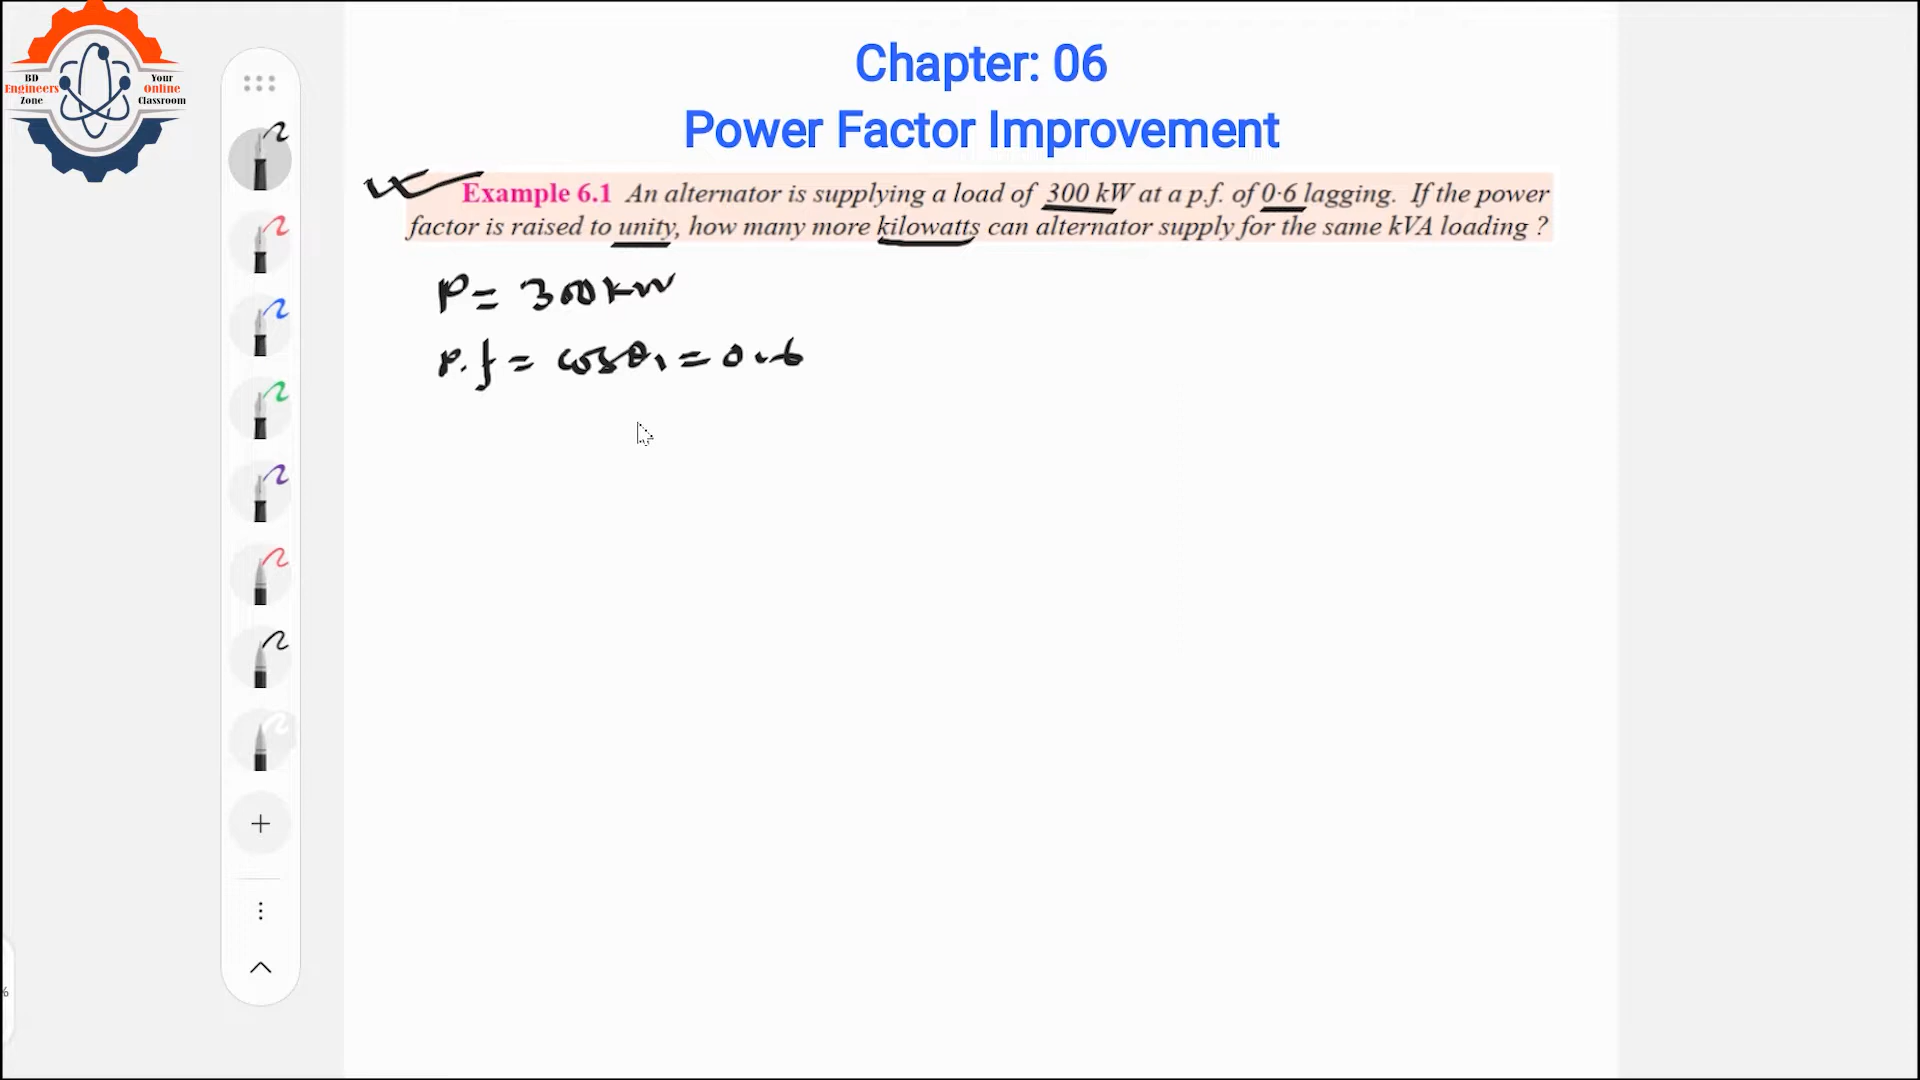 BD
Engineers
Zone
Your
Online
Classroom
Chapter: 06
Power Factor Improvement
Example 6.1 An alternator is supplying a load of 300 kW at a p.f. of 0·6 lagging. If the power
factor is raised to unity, how many more kilowatts can alternator supply for the same kVA loading ?
P = 300 kW
P.f = cosθ₁ = 0.6
%